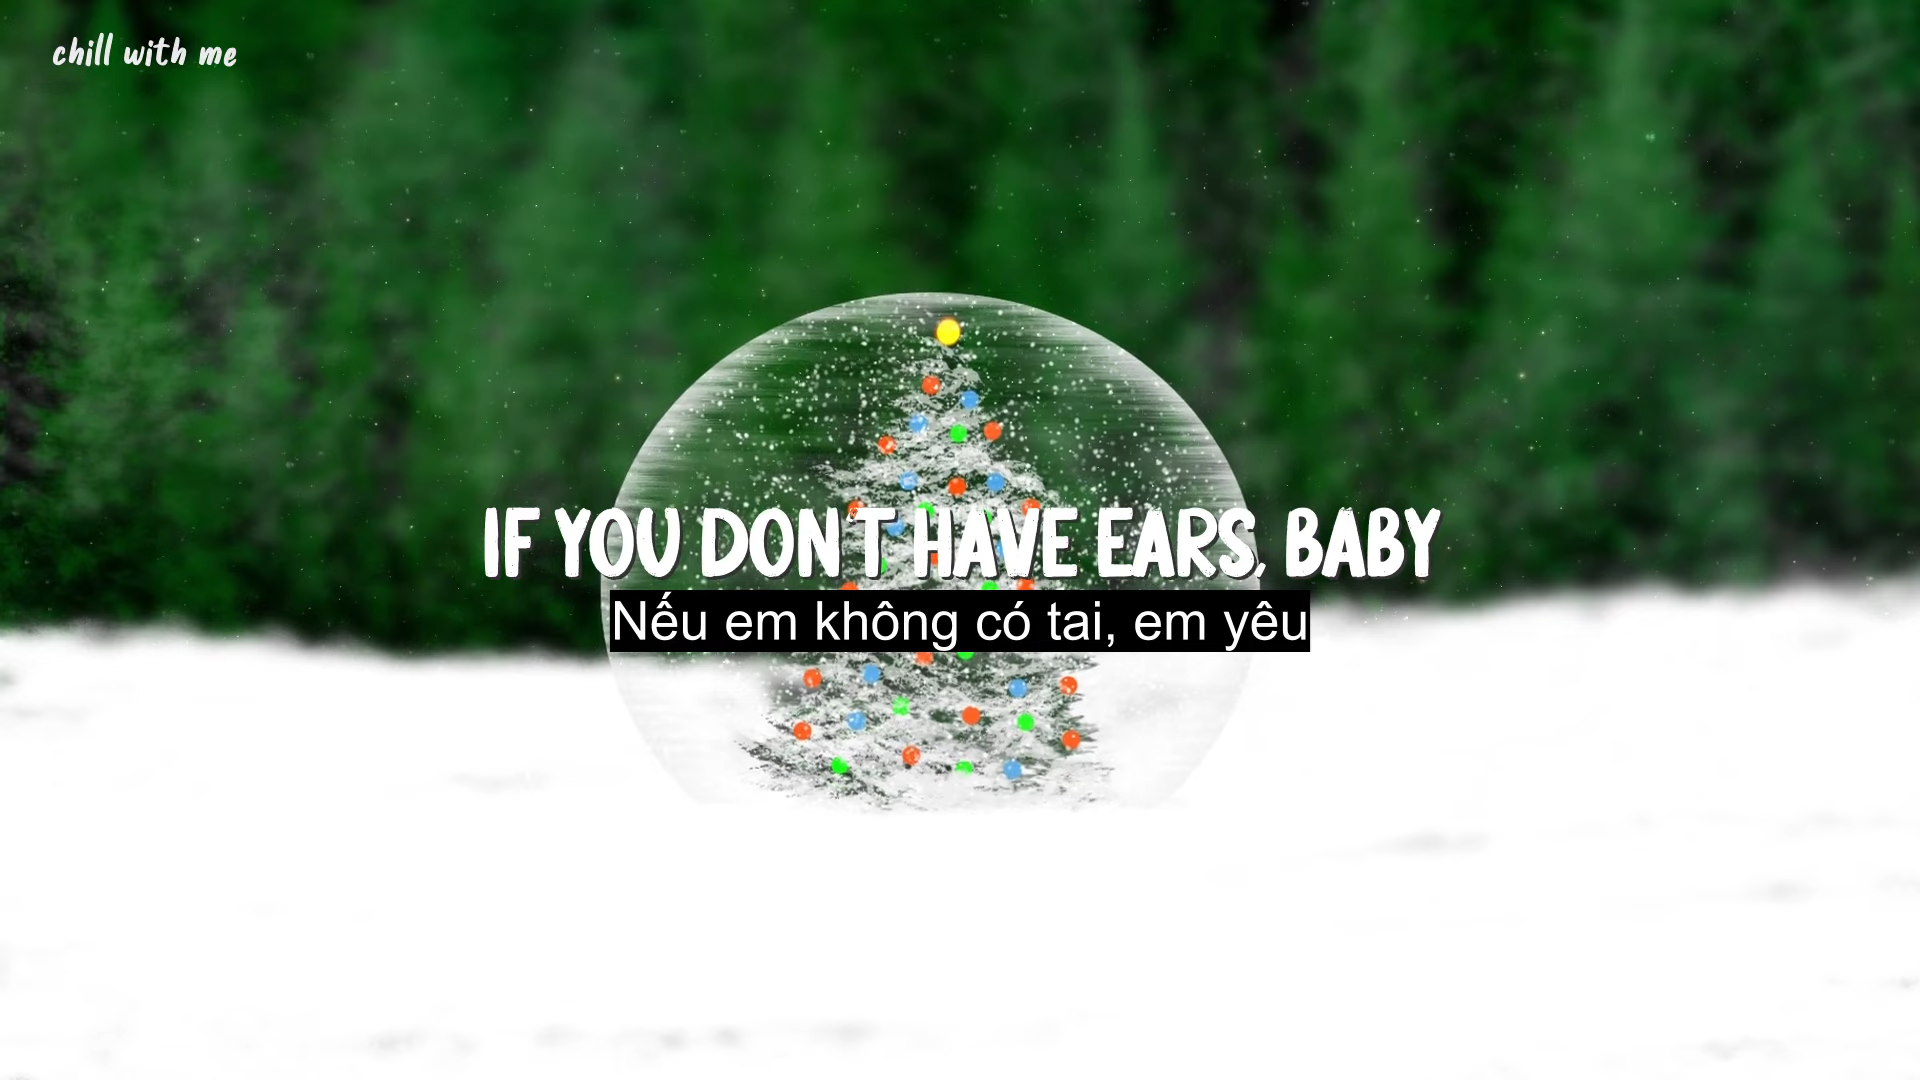 chill with me
IF YOU DON'T HAVE EARS, BABY
Nếu em không có tai, em yêu